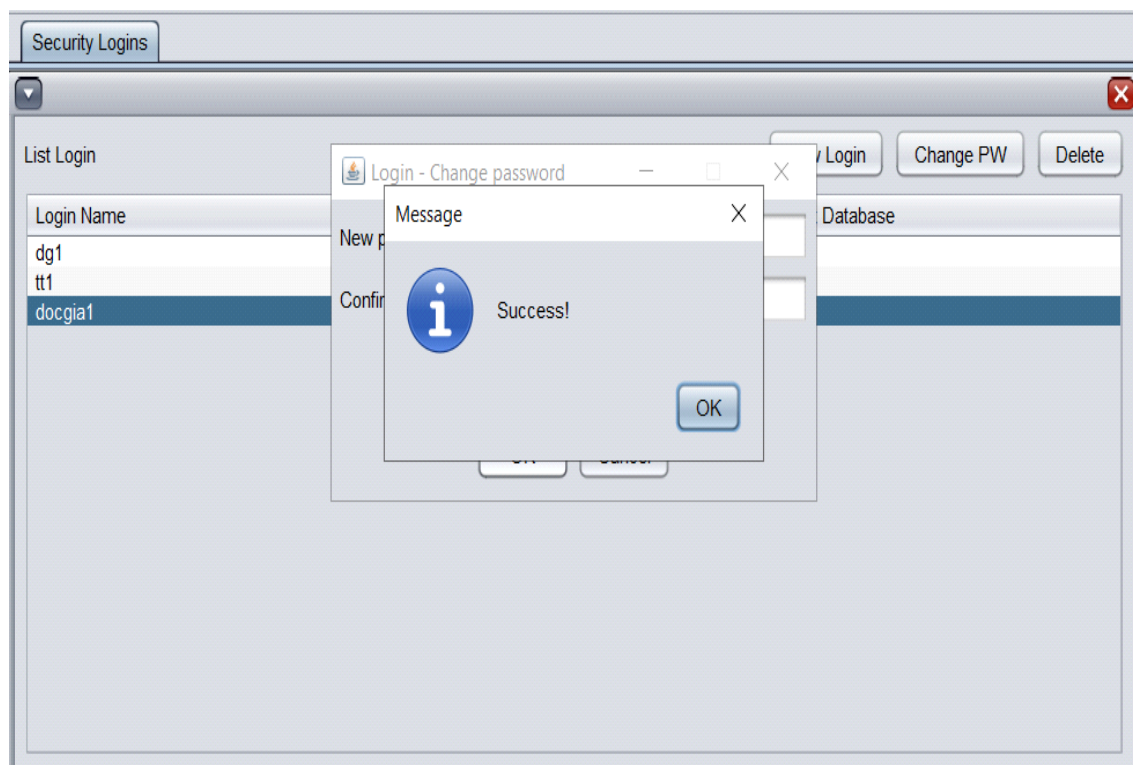 Security Logins
List Login
Login Change PW Delete
Login - Change password
Login Name Database
Message
New
dg1
tt1
docgia1
Success!
OK